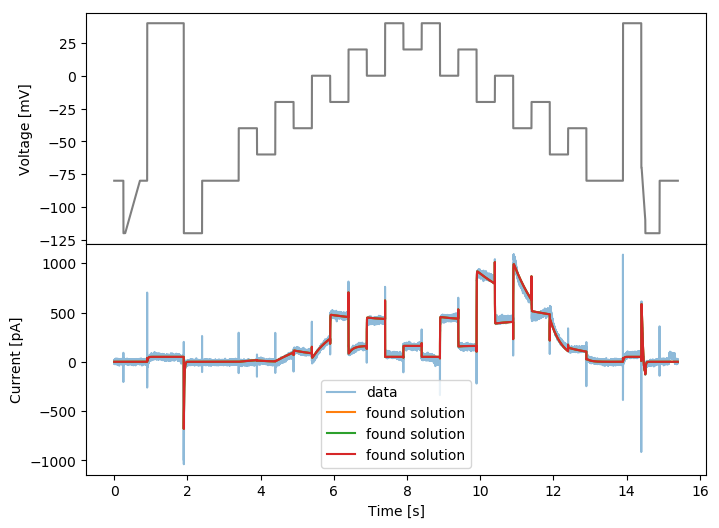 25
0
−25
−50
−75
−100
−125
Voltage [mV]
1000
500
0
−500
−1000
Current [pA]
data
found solution
found solution
found solution
0 2 4 6 8 10 12 14 16
Time [s]